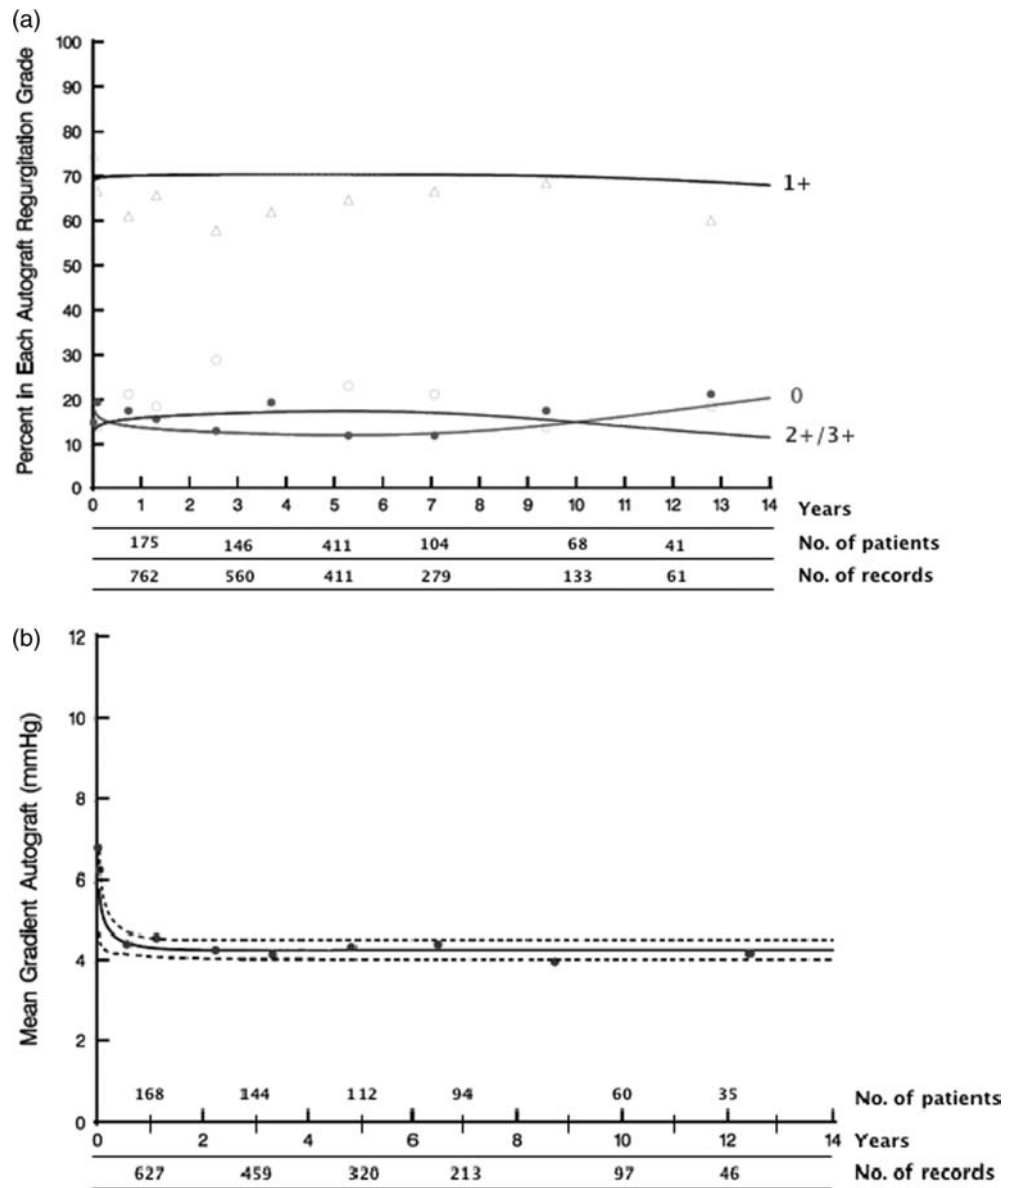 (a)
Percent in Each Autograft Regurgitation Grade
100
90
80
70
60
50
40
30
20
10
0
1+
0
2+/3+
0 1 2 3 4 5 6 7 8 9 10 11 12 13 14 Years
175 146 411 104 68 41 No. of patients
762 560 411 279 133 61 No. of records
(b)
Mean Gradient Autograft (mmHg)
12
10
8
6
4
2
0
168 144 112 94 60 35 No. of patients
0 2 4 6 8 10 12 14 Years
627 459 320 213 97 46 No. of records